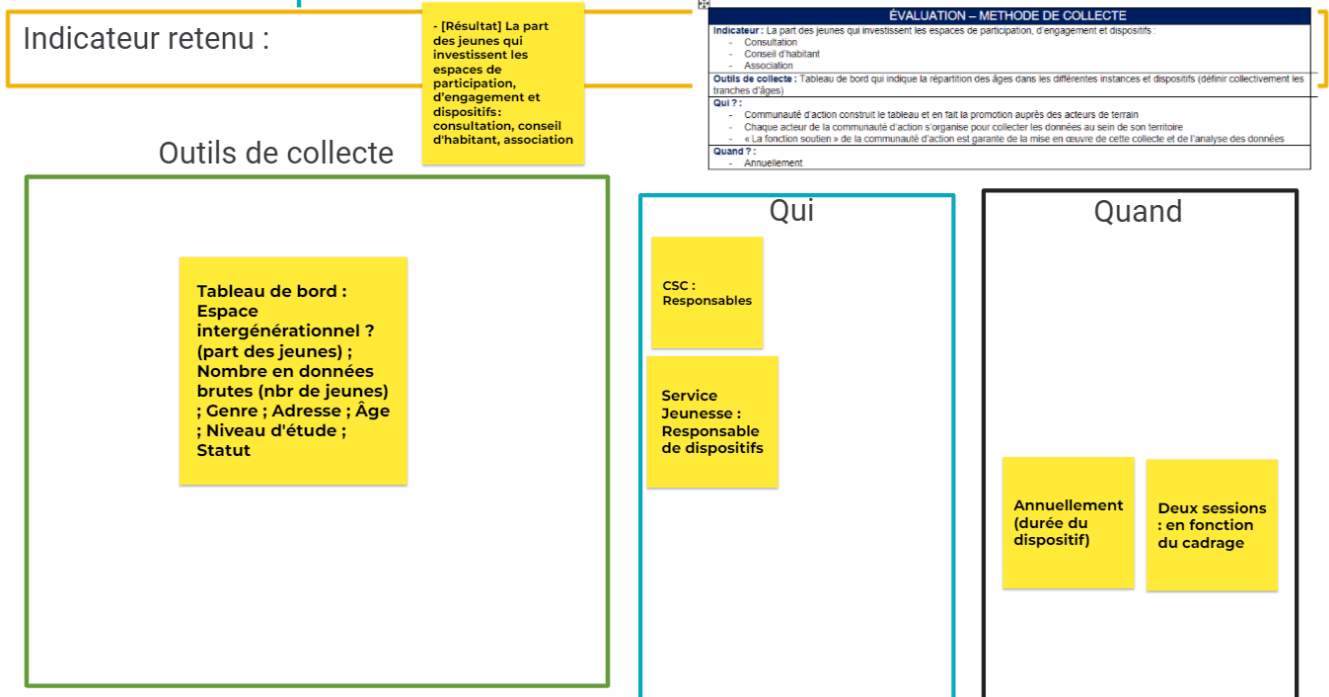 Indicateur retenu :
- [Résultat] La part
des jeunes qui
investissent les
espaces de
participation,
d'engagement et
dispositifs:
consultation, conseil
d'habitant, association
ÉVALUATION – METHODE DE COLLECTE
Indicateur : La part des jeunes qui investissent les espaces de participation, d'engagement et dispositifs :
- Consultation
- Conseil d'habitant
- Association
Outils de collecte : Tableau de bord qui indique la répartition des âges dans les différentes instances et dispositifs (définir collectivement les
tranches d'âges)
Qui ? :
- Communauté d'action construit le tableau et en fait la promotion auprès des acteurs de terrain
- Chaque acteur de la communauté d'action s'organise pour collecter les données au sein de son territoire
- « La fonction soutien » de la communauté d'action est garante de la mise en œuvre de cette collecte et de l'analyse des données
Quand ? :
- Annuellement
Outils de collecte
Tableau de bord :
Espace
intergénérationnel ?
(part des jeunes) ;
Nombre en données
brutes (nbr de jeunes)
; Genre ; Adresse ; Âge
; Niveau d'étude ;
Statut
Qui
CSC :
Responsables
Service
Jeunesse :
Responsable
de dispositifs
Quand
Annuellement
(durée du
dispositif)
Deux sessions
: en fonction
du cadrage